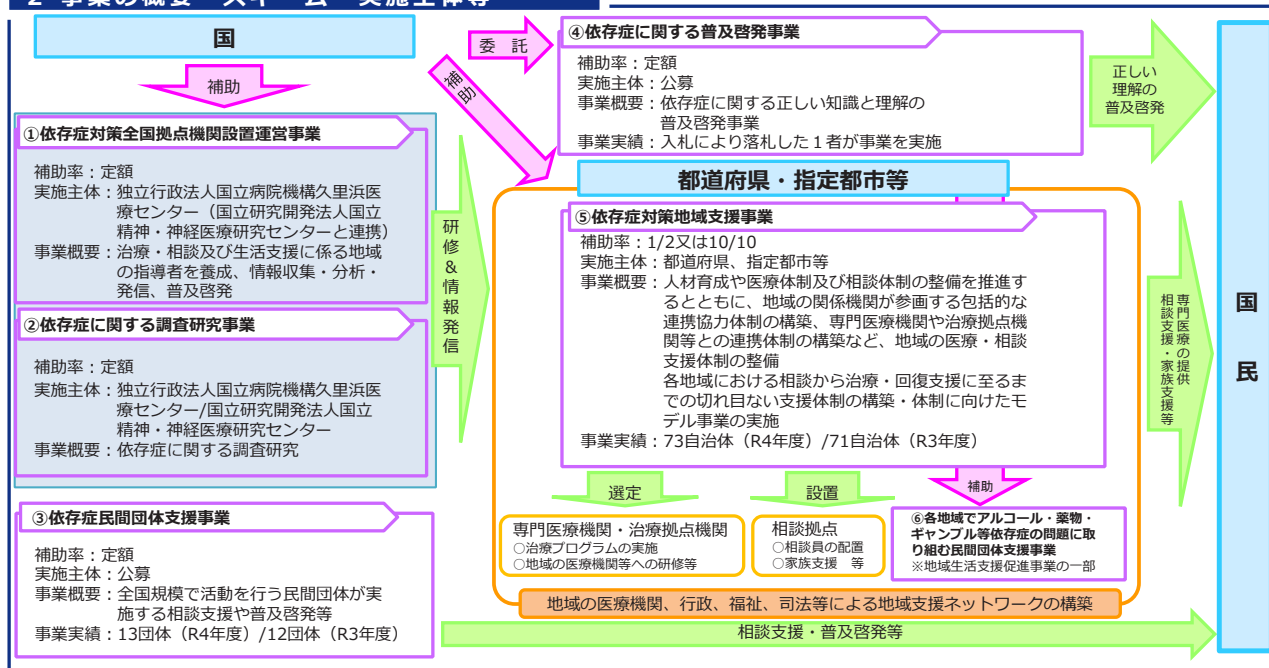 2 事業の概要・スキーム・実施主体等
国
補助
①依存症対策全国拠点機関設置運営事業
補助率：定額
実施主体：独立行政法人国立病院機構久里浜医
療センター（国立研究開発法人国立
精神・神経医療研究センターと連携）
事業概要：治療・相談及び生活支援に係る地域
の指導者を養成、情報収集・分析・
発信、普及啓発
②依存症に関する調査研究事業
補助率：定額
実施主体：独立行政法人国立病院機構久里浜医
療センター/国立研究開発法人国立
精神・神経医療研究センター
事業概要：依存症に関する調査研究
③依存症民間団体支援事業
補助率：定額
実施主体：公募
事業概要：全国規模で活動を行う民間団体が実
施する相談支援や普及啓発等
事業実績：13団体（R4年度）/12団体（R3年度）
委 託
補助
研修&情報発信
④依存症に関する普及啓発事業
補助率：定額
実施主体：公募
事業概要：依存症に関する正しい知識と理解の
普及啓発事業
事業実績：入札により落札した１者が事業を実施
正しい
理解の
普及啓発
都道府県・指定都市等
⑤依存症対策地域支援事業
補助率：1/2又は10/10
実施主体：都道府県、指定都市等
事業概要：人材育成や医療体制及び相談体制の整備を推進す
るとともに、地域の関係機関が参画する包括的な
連携協力体制の構築、専門医療機関や治療拠点機
関等との連携体制の構築など、地域の医療・相談
支援体制の整備
各地域における相談から治療・回復支援に至るま
での切れ目ない支援体制の構築・体制に向けたモ
デル事業の実施
事業実績：73自治体（R4年度）/71自治体（R3年度）
選定
設置
補助
専門医療機関・治療拠点機関
○治療プログラムの実施
○地域の医療機関等への研修等
相談拠点
○相談員の配置
○家族支援 等
⑥各地域でアルコール・薬物・
ギャンブル等依存症の問題に取
り組む民間団体支援事業
※地域生活支援促進事業の一部
地域の医療機関、行政、福祉、司法等による地域支援ネットワークの構築
相談支援・普及啓発等
専門医療の提供
相談支援・家族支援等
国
民